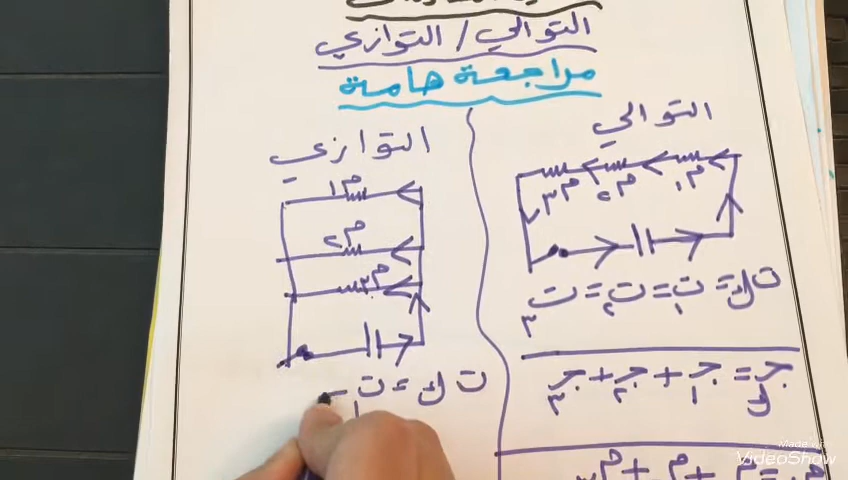 التوالي / التوازي
مراجعة هامة
التوالي
م١ م٢ م٣
ت ك = ت١ = ت٢ = ت٣
جـ ك = جـ١ + جـ٢ + جـ٣
التوازي
م١
م٢
م٣
ت ك = ت١
Made with
VideoShow